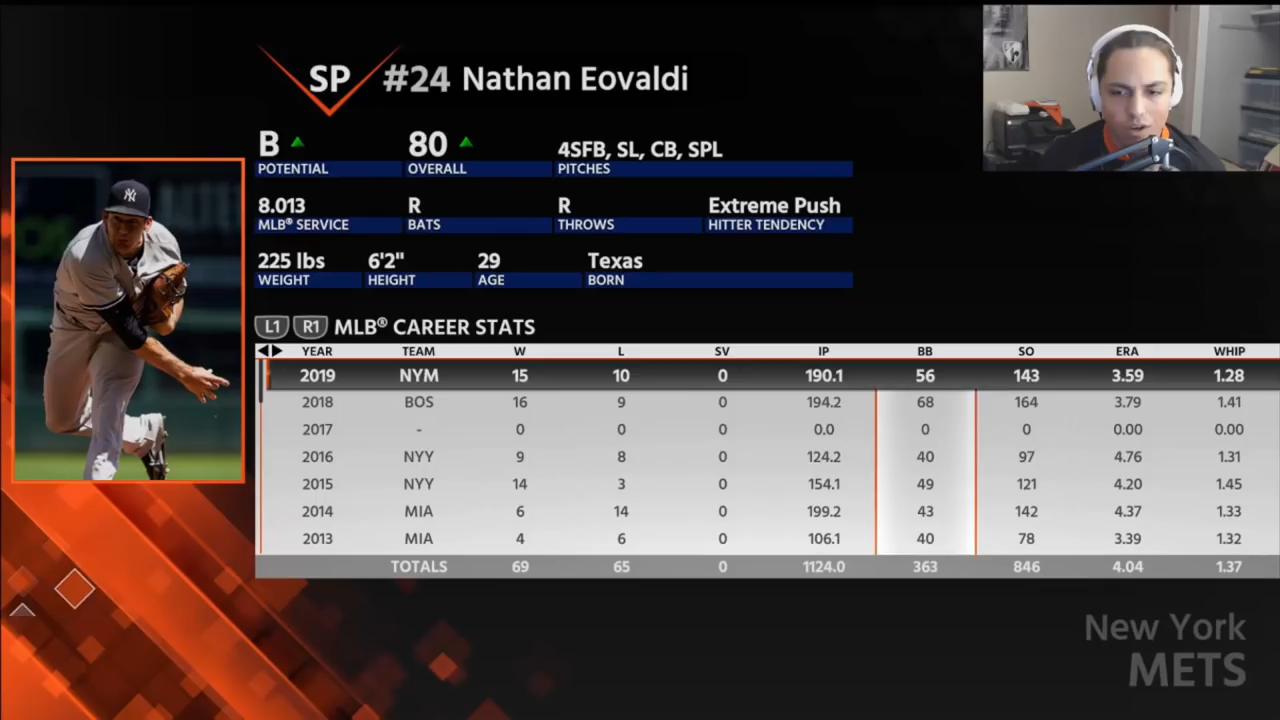 SP #24 Nathan Eovaldi
B 80 4SFB, SL, CB, SPL
POTENTIAL OVERALL PITCHES
8.013 R R Extreme Push
MLB® SERVICE BATS THROWS HITTER TENDENCY
225 lbs 6'2" 29 Texas
WEIGHT HEIGHT AGE BORN
L1 R1 MLB® CAREER STATS
YEAR TEAM W L SV IP BB SO ERA WHIP
2019 NYM 15 10 0 190.1 56 143 3.59 1.28
2018 BOS 16 9 0 194.2 68 164 3.79 1.41
2017 - 0 0 0 0.0 0 0 0.00 0.00
2016 NYY 9 8 0 124.2 40 97 4.76 1.31
2015 NYY 14 3 0 154.1 49 121 4.20 1.45
2014 MIA 6 14 0 199.2 43 142 4.37 1.33
2013 MIA 4 6 0 106.1 40 78 3.39 1.32
TOTALS 69 65 0 1124.0 363 846 4.04 1.37
New York
METS